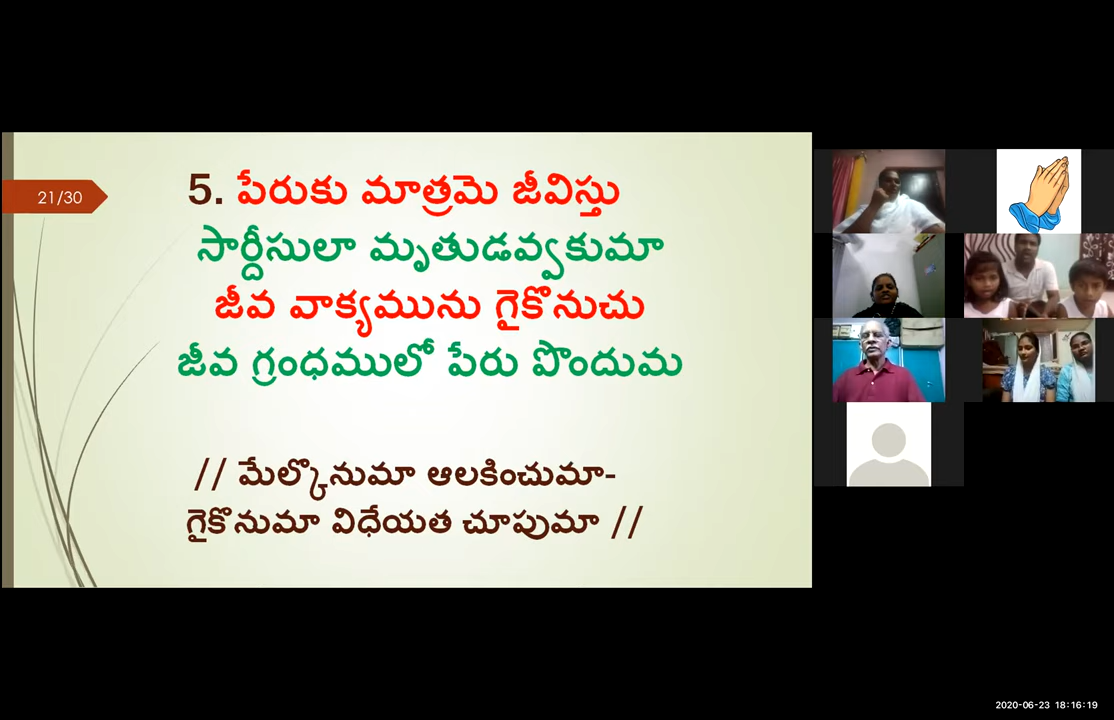 21/30
5. పేరుకు మాత్రమె జీవిస్తు
సార్దీసులా మృతుడవ్వకుమా
జీవ వాక్యమును గైకొనుచు
జీవ గ్రంధములో పేరు పొందుమ
// మేల్కొనుమా ఆలకించుమా-
గైకొనుమా విధేయత చూపుమా //
2020-06-23 18:16:19